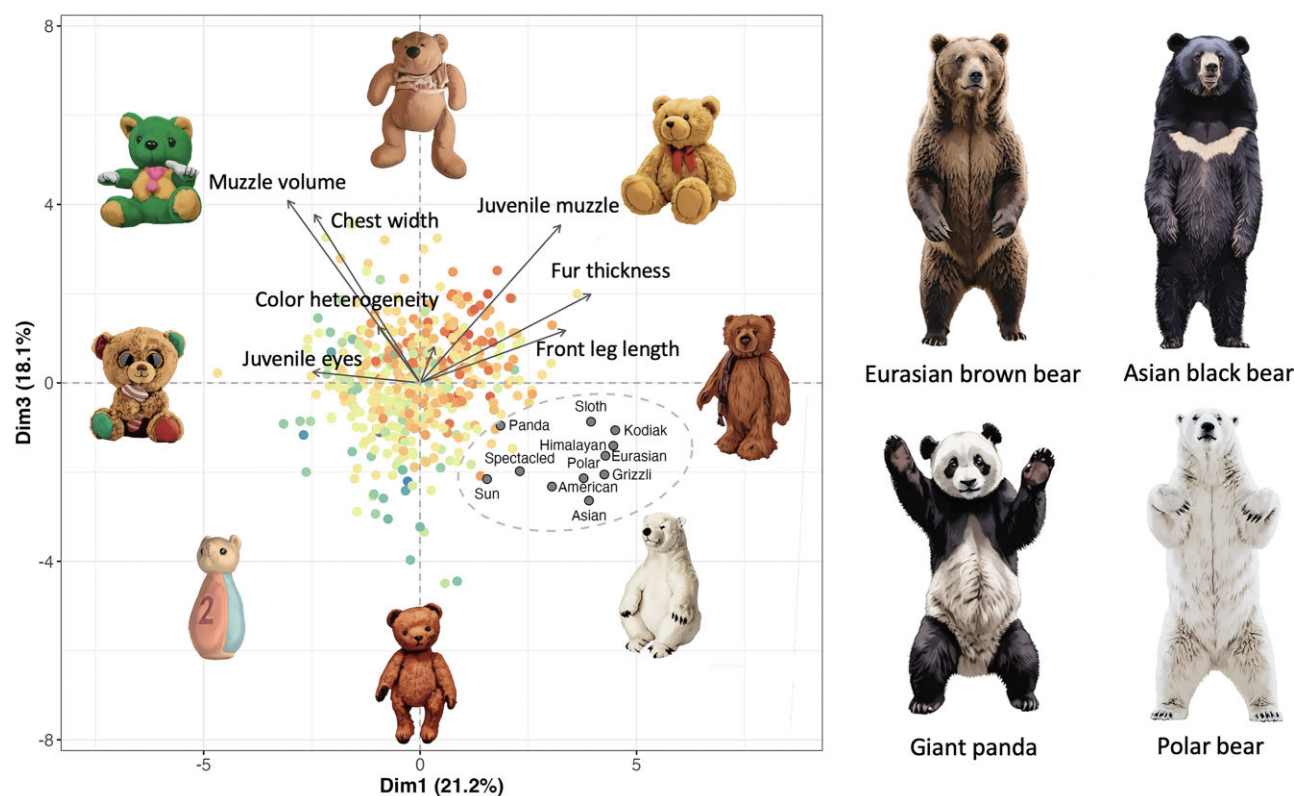 8
4
0
-4
-8
Dim3 (18.1%)
Muzzle volume
Chest width
Juvenile muzzle
Fur thickness
Color heterogeneity
Front leg length
Juvenile eyes
Sloth
Panda
Kodiak
Himalayan
Eurasian
Spectacled
Polar
Grizzli
Sun
American
Asian
2
-5
0
5
Dim1 (21.2%)
Eurasian brown bear
Asian black bear
Giant panda
Polar bear